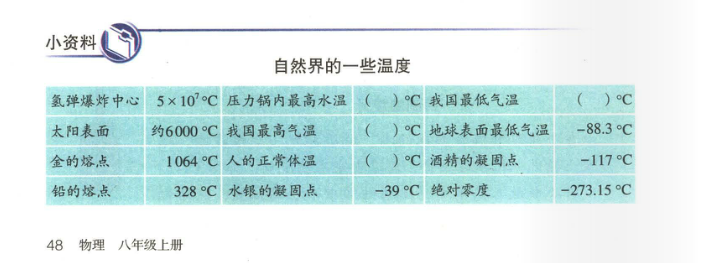 小资料
自然界的一些温度
氢弹爆炸中心 5×10⁷℃ 压力锅内最高水温 ( )℃ 我国最低气温 ( )℃
太阳表面 约6000 ℃ 我国最高气温 ( )℃ 地球表面最低气温 -88.3 ℃
金的熔点 1064 ℃ 人的正常体温 ( )℃ 酒精的凝固点 -117 ℃
铅的熔点 328 ℃ 水银的凝固点 -39 ℃ 绝对零度 -273.15 ℃
48 物理 八年级上册